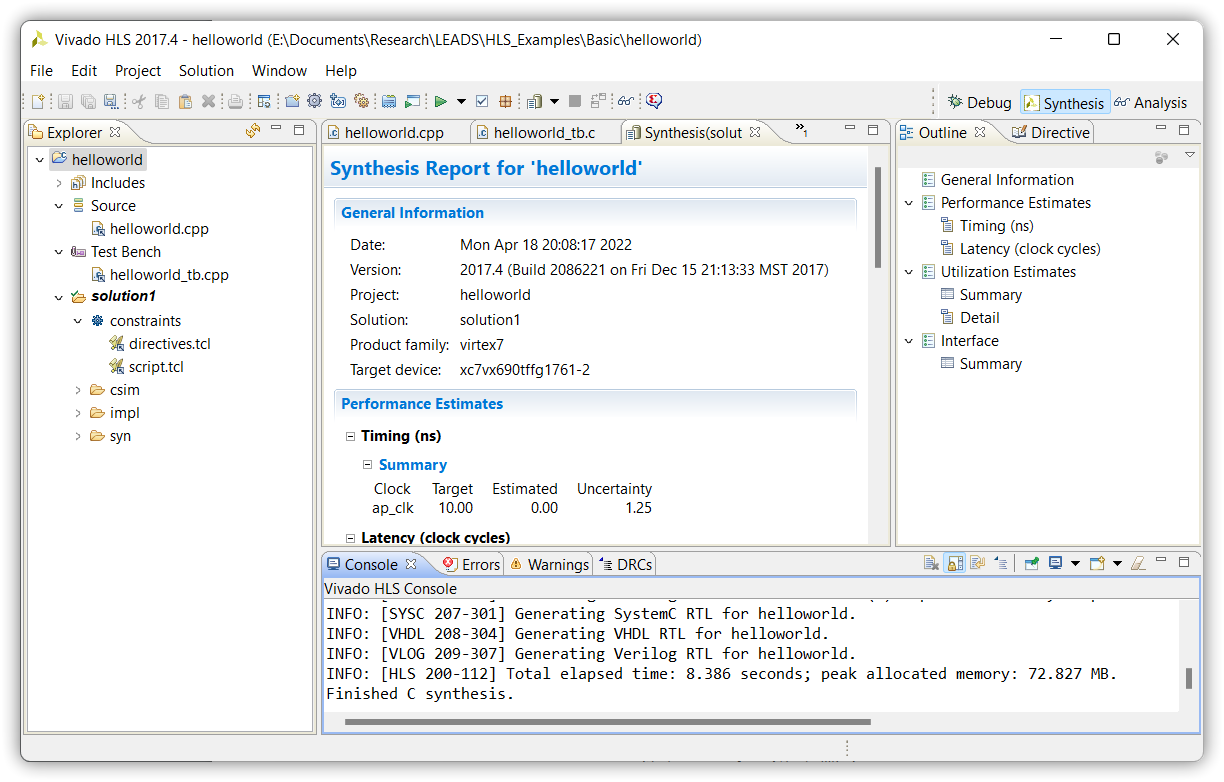 Vivado HLS 2017.4 - helloworld (E:\Documents\Research\LEADS\HLS_Examples\Basic\helloworld)
File Edit Project Solution Window Help
Debug Synthesis Analysis
Explorer
helloworld
Includes
Source
helloworld.cpp
Test Bench
helloworld_tb.cpp
solution1
constraints
directives.tcl
script.tcl
csim
impl
syn
helloworld.cpp helloworld_tb.c Synthesis(solut »1
Synthesis Report for 'helloworld'
General Information
Date: Mon Apr 18 20:08:17 2022
Version: 2017.4 (Build 2086221 on Fri Dec 15 21:13:33 MST 2017)
Project: helloworld
Solution: solution1
Product family: virtex7
Target device: xc7vx690tffg1761-2
Performance Estimates
Timing (ns)
Summary
Clock Target Estimated Uncertainty
ap_clk 10.00 0.00 1.25
Latency (clock cycles)
Outline Directive
General Information
Performance Estimates
Timing (ns)
Latency (clock cycles)
Utilization Estimates
Summary
Detail
Interface
Summary
Console Errors Warnings DRCs
Vivado HLS Console
INFO: [SYSC 207-301] Generating SystemC RTL for helloworld.
INFO: [VHDL 208-304] Generating VHDL RTL for helloworld.
INFO: [VLOG 209-307] Generating Verilog RTL for helloworld.
INFO: [HLS 200-112] Total elapsed time: 8.386 seconds; peak allocated memory: 72.827 MB.
Finished C synthesis.